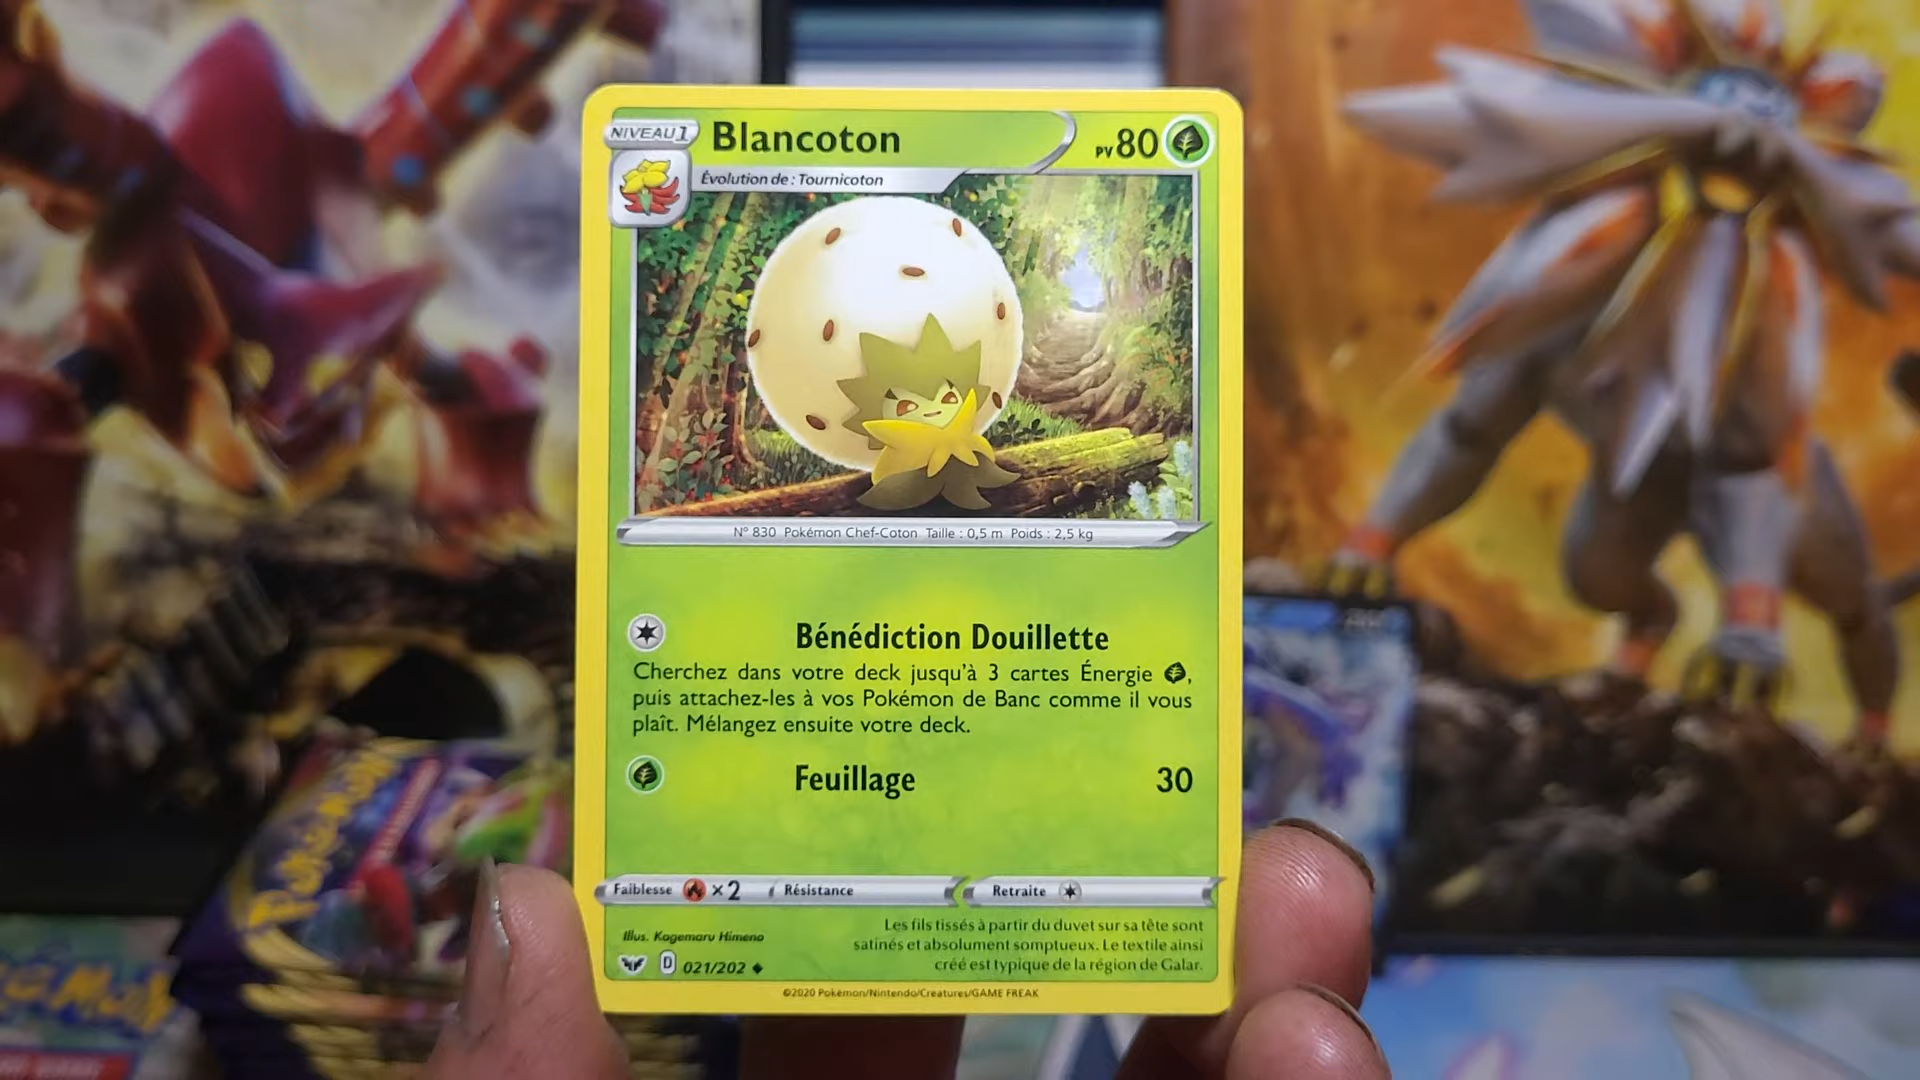 NIVEAU 1
Blancoton
PV 80
Évolution de : Tournicoton
N° 830 Pokémon Chef-Coton Taille : 0,5 m Poids : 2,5 kg
Bénédiction Douillette
Cherchez dans votre deck jusqu'à 3 cartes Énergie ,
puis attachez-les à vos Pokémon de Banc comme il vous
plaît. Mélangez ensuite votre deck.
Feuillage 30
Faiblesse ×2 Résistance Retraite
Illus. Kagemaru Himeno
Les fils tissés à partir du duvet sur sa tête sont
satinés et absolument somptueux. Le textile ainsi
créé est typique de la région de Galar.
D 021/202
©2020 Pokémon/Nintendo/Creatures/GAME FREAK
Pokémon
Pokémon